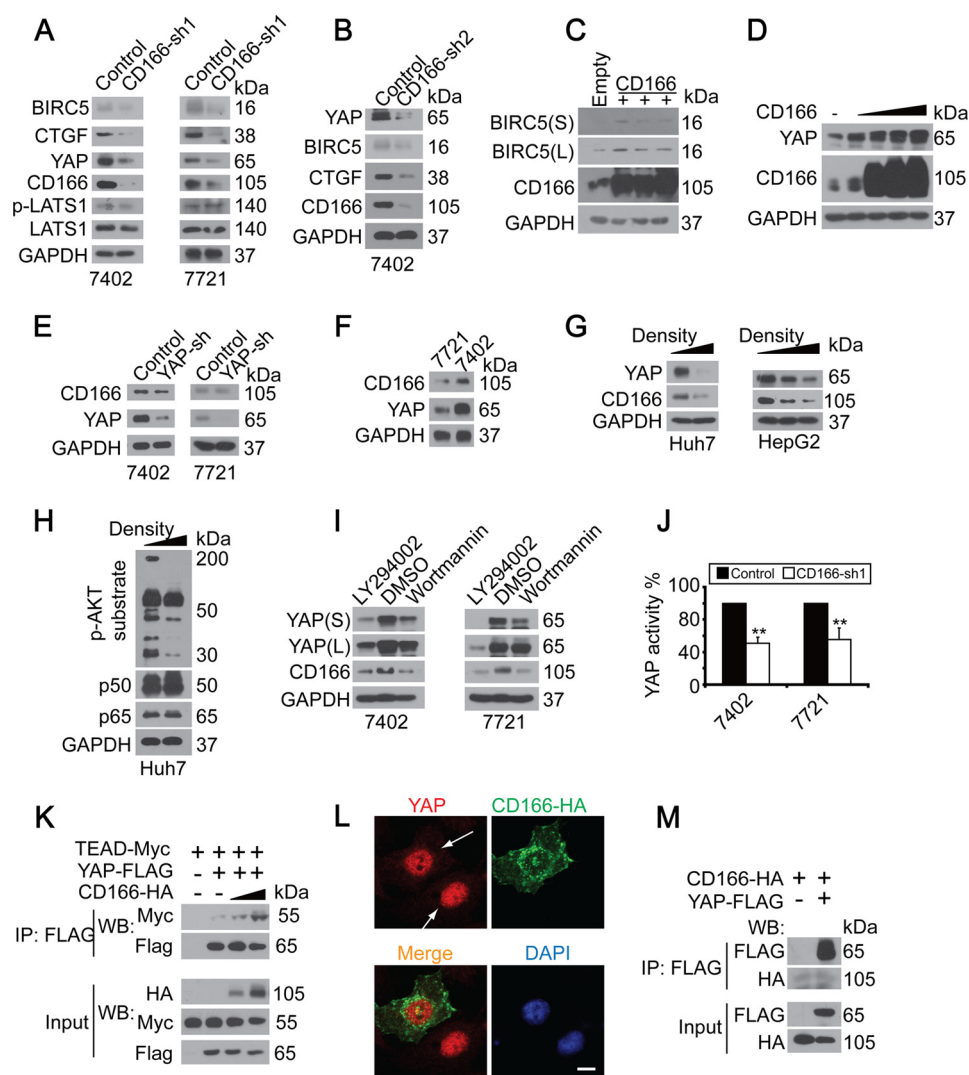 A
Control
CD166-sh1
Control
CD166-sh1
kDa
BIRC5
16
CTGF
38
YAP
65
CD166
105
p-LATS1
140
LATS1
140
GAPDH
37
7402
7721
B
Control
CD166-sh2
kDa
YAP
65
BIRC5
16
CTGF
38
CD166
105
GAPDH
37
7402
C
Empty
CD166
+ + +
kDa
BIRC5(S)
16
BIRC5(L)
16
CD166
105
GAPDH
37
D
CD166
-
kDa
YAP
65
CD166
105
GAPDH
37
E
Control
YAP-sh
Control
YAP-sh
kDa
CD166
105
YAP
65
GAPDH
37
7402
7721
F
7721
7402
kDa
CD166
105
YAP
65
GAPDH
37
G
Density
Density
kDa
YAP
65
CD166
105
GAPDH
37
Huh7
HepG2
H
Density
kDa
p-AKT
substrate
200
50
30
p50
50
p65
65
GAPDH
37
Huh7
I
LY294002
DMSO
Wortmannin
LY294002
DMSO
Wortmannin
kDa
YAP(S)
65
YAP(L)
65
CD166
105
GAPDH
37
7402
7721
J
Control
CD166-sh1
YAP activity %
100
80
60
40
20
0
**
**
7402
7721
K
TEAD-Myc + + + +
YAP-FLAG - + + +
CD166-HA - -
kDa
IP: FLAG
WB:
Myc
55
Flag
65
Input
WB:
HA
105
Myc
55
Flag
65
L
YAP
CD166-HA
Merge
DAPI
M
CD166-HA + +
YAP-FLAG - +
WB:
kDa
IP: FLAG
FLAG
65
HA
105
Input
FLAG
65
HA
105